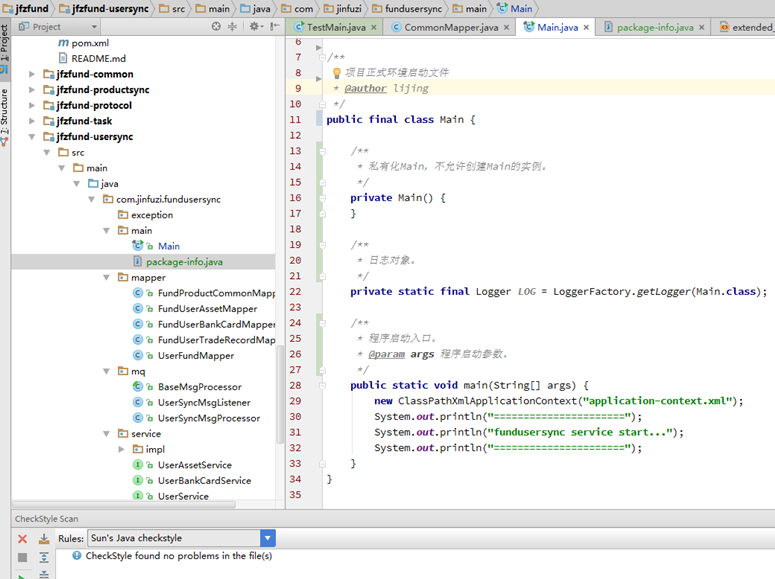 jfzfund jfzfund-usersync src main java com jinfuzi fundusersync main Main
Project TestMain.java CommonMapper.java Main.java package-info.java extended_
1: Project
7: Structure
pom.xml
README.md
jfzfund-common
jfzfund-productsync
jfzfund-protocol
jfzfund-task
jfzfund-usersync
src
main
java
com.jinfuzi.fundusersync
exception
main
Main
package-info.java
mapper
FundProductCommonMapp
FundUserAssetMapper
FundUserBankCardMapper
FundUserTradeRecordMap
UserFundMapper
mq
BaseMsgProcessor
UserSyncMsgListener
UserSyncMsgProcessor
service
impl
UserAssetService
UserBankCardService
UserService
6
7 /**
8 项目正式环境启动文件
9 * @author lijing
10 */
11 public final class Main {
12
13 /**
14 * 私有化Main，不允许创建Main的实例。
15 */
16 private Main() {
17 }
18
19 /**
20 * 日志对象。
21 */
22 private static final Logger LOG = LoggerFactory.getLogger(Main.class);
23
24 /**
25 * 程序启动入口。
26 * @param args 程序启动参数。
27 */
28 public static void main(String[] args) {
29 new ClassPathXmlApplicationContext("application-context.xml");
30 System.out.println("======================");
31 System.out.println("fundusersync service start...");
32 System.out.println("======================");
33 }
34 }
35
CheckStyle Scan
Rules: Sun's Java checkstyle
CheckStyle found no problems in the file(s)